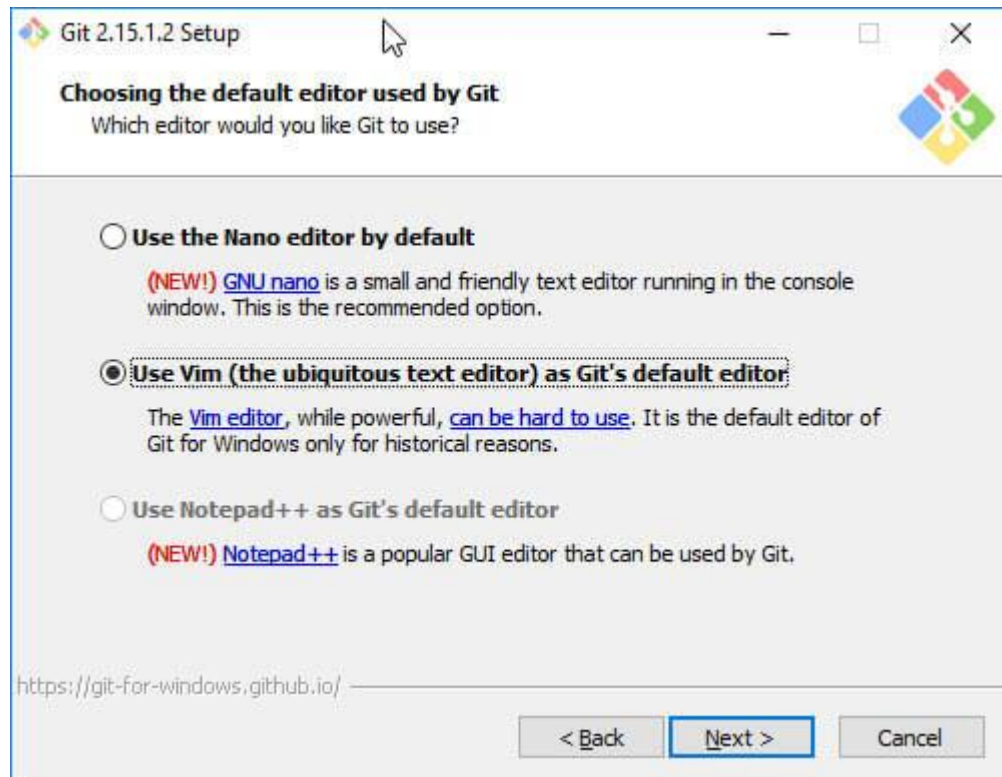 Git 2.15.1.2 Setup
Choosing the default editor used by Git
Which editor would you like Git to use?
Use the Nano editor by default
(NEW!) GNU nano is a small and friendly text editor running in the console
window. This is the recommended option.
Use Vim (the ubiquitous text editor) as Git's default editor
The Vim editor, while powerful, can be hard to use. It is the default editor of
Git for Windows only for historical reasons.
Use Notepad++ as Git's default editor
(NEW!) Notepad++ is a popular GUI editor that can be used by Git.
https://git-for-windows.github.io/
< Back Next > Cancel